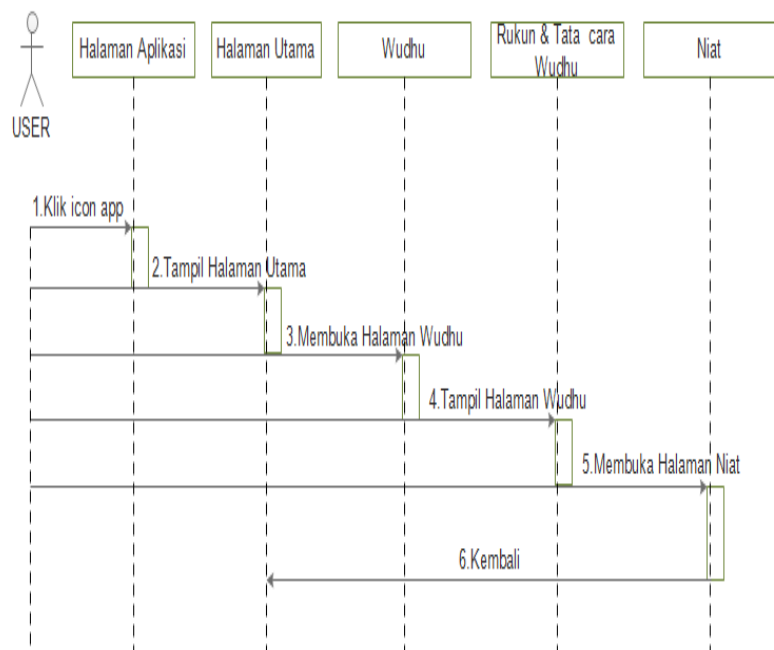 USER
Halaman Aplikasi
Halaman Utama
Wudhu
Rukun & Tata cara
Wudhu
Niat
1.Klik icon app
2.Tampil Halaman Utama
3.Membuka Halaman Wudhu
4.Tampil Halaman Wudhu
5.Membuka Halaman Niat
6.Kembali